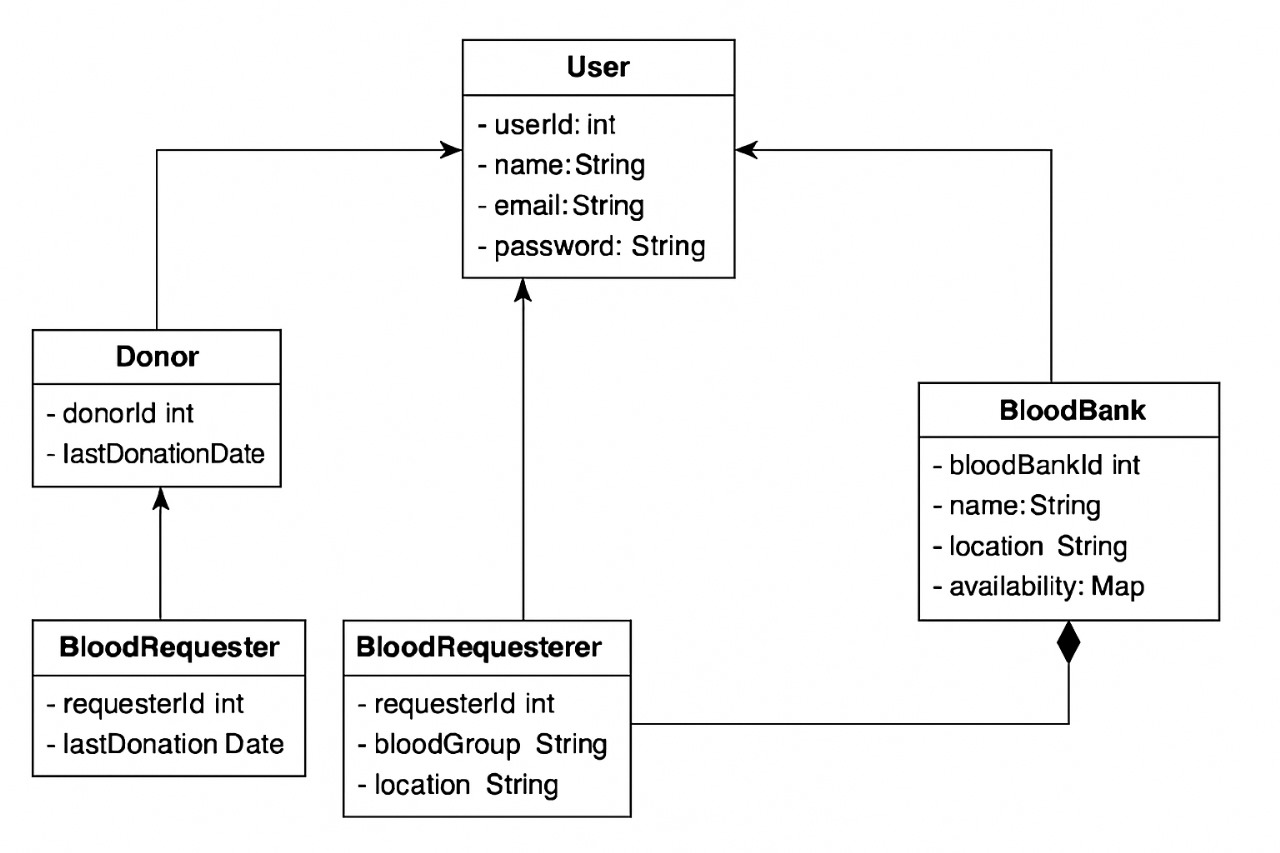 User
- userId: int
- name: String
- email: String
- password: String
Donor
- donorId int
- lastDonationDate
BloodBank
- bloodBankId int
- name: String
- location String
- availability: Map
BloodRequester
- requesterId int
- lastDonation Date
BloodRequesterer
- requesterId int
- bloodGroup String
- location String